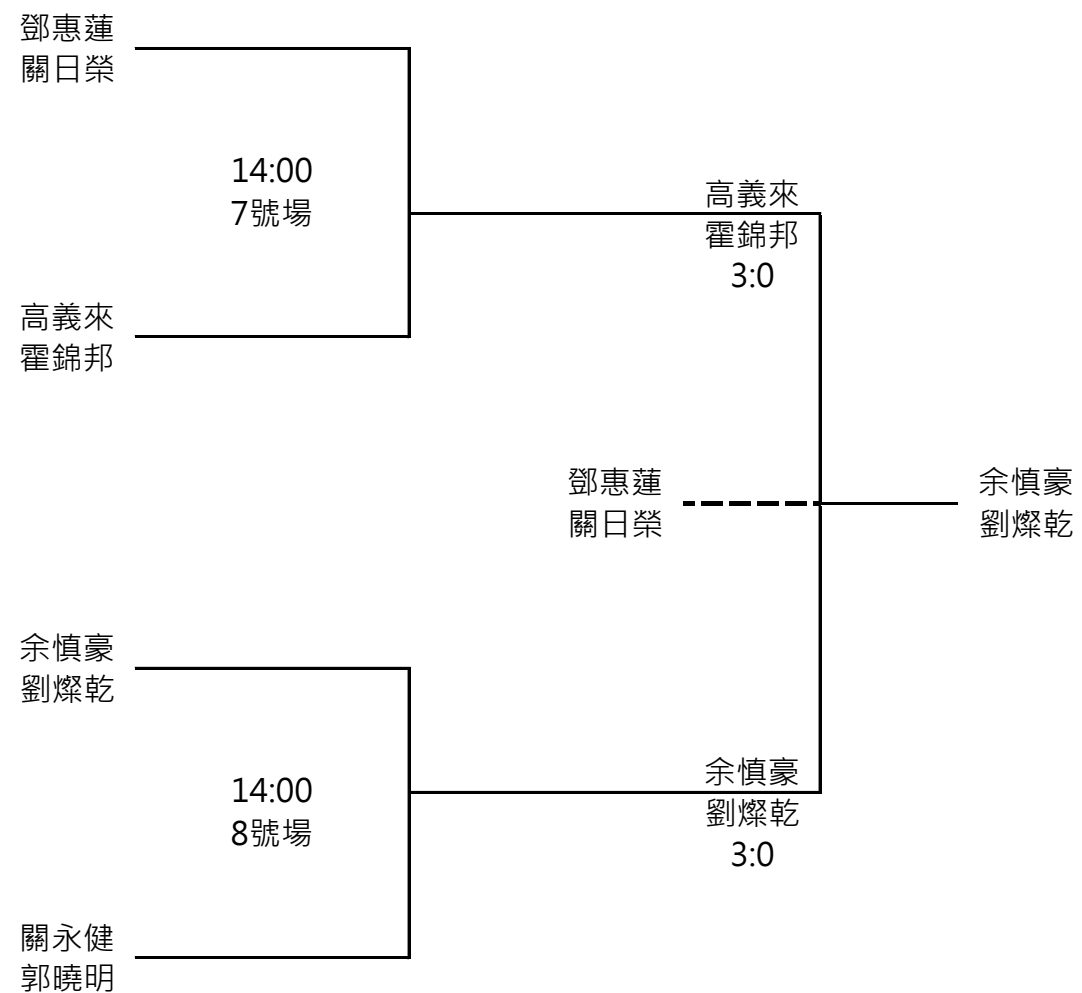 鄧惠蓮
關日榮
14:00
7號場
高義來
霍錦邦
高義來
霍錦邦
3:0
鄧惠蓮
關日榮
余慎豪
劉燦乾
余慎豪
劉燦乾
14:00
8號場
關永健
郭曉明
余慎豪
劉燦乾
3:0